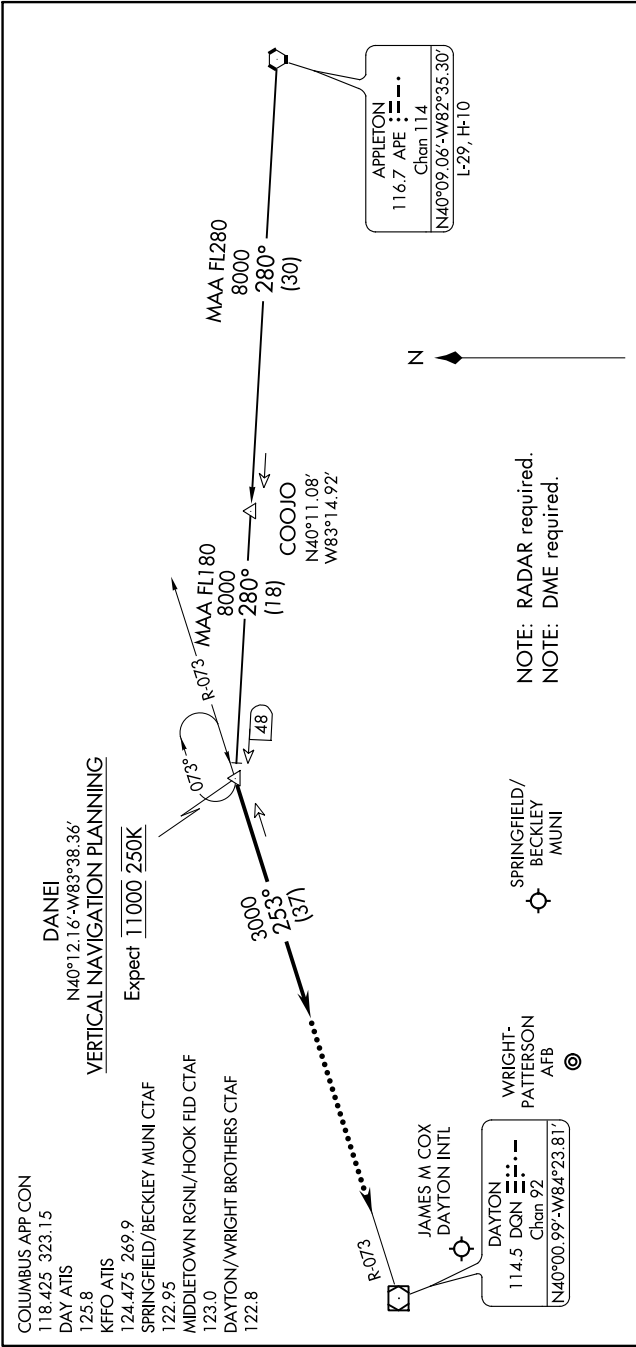 COLUMBUS APP CON
118.425 323.15
DAY ATIS
125.8
KFFO ATIS
124.475 269.9
SPRINGFIELD/BECKLEY MUNI CTAF
122.95
MIDDLETOWN RGNL/HOOK FLD CTAF
123.0
DAYTON/WRIGHT BROTHERS CTAF
122.8
DANEI
N40°12.16'-W83°38.36'
VERTICAL NAVIGATION PLANNING
Expect 11000 250K
073°
R-073
48
MAA FL180
8000
280°
(18)
COOJO
N40°11.08'
W83°14.92'
MAA FL280
8000
280°
(30)
APPLETON
116.7 APE
Chan 114
N40°09.06'-W82°35.30'
L-29, H-10
3000
253°
(37)
R-073
JAMES M COX
DAYTON INTL
DAYTON
114.5 DQN
Chan 92
N40°00.99'-W84°23.81'
WRIGHT-
PATTERSON
AFB
SPRINGFIELD/
BECKLEY
MUNI
NOTE: RADAR required.
NOTE: DME required.
N